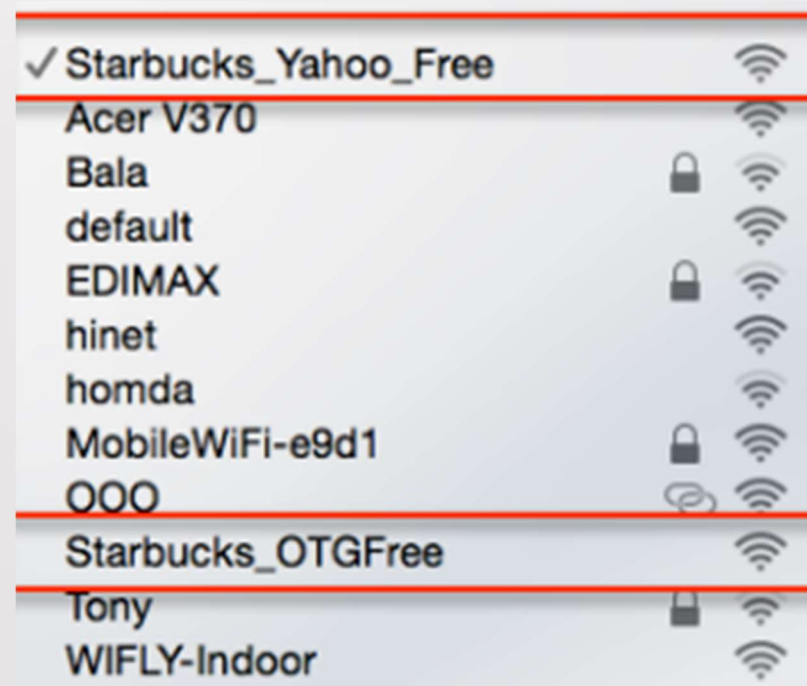 Starbucks_Yahoo_Free
Acer V370
Bala
default
EDIMAX
hinet
homda
MobileWiFi-e9d1
OOO
Starbucks_OTGFree
Tony
WIFLY-Indoor